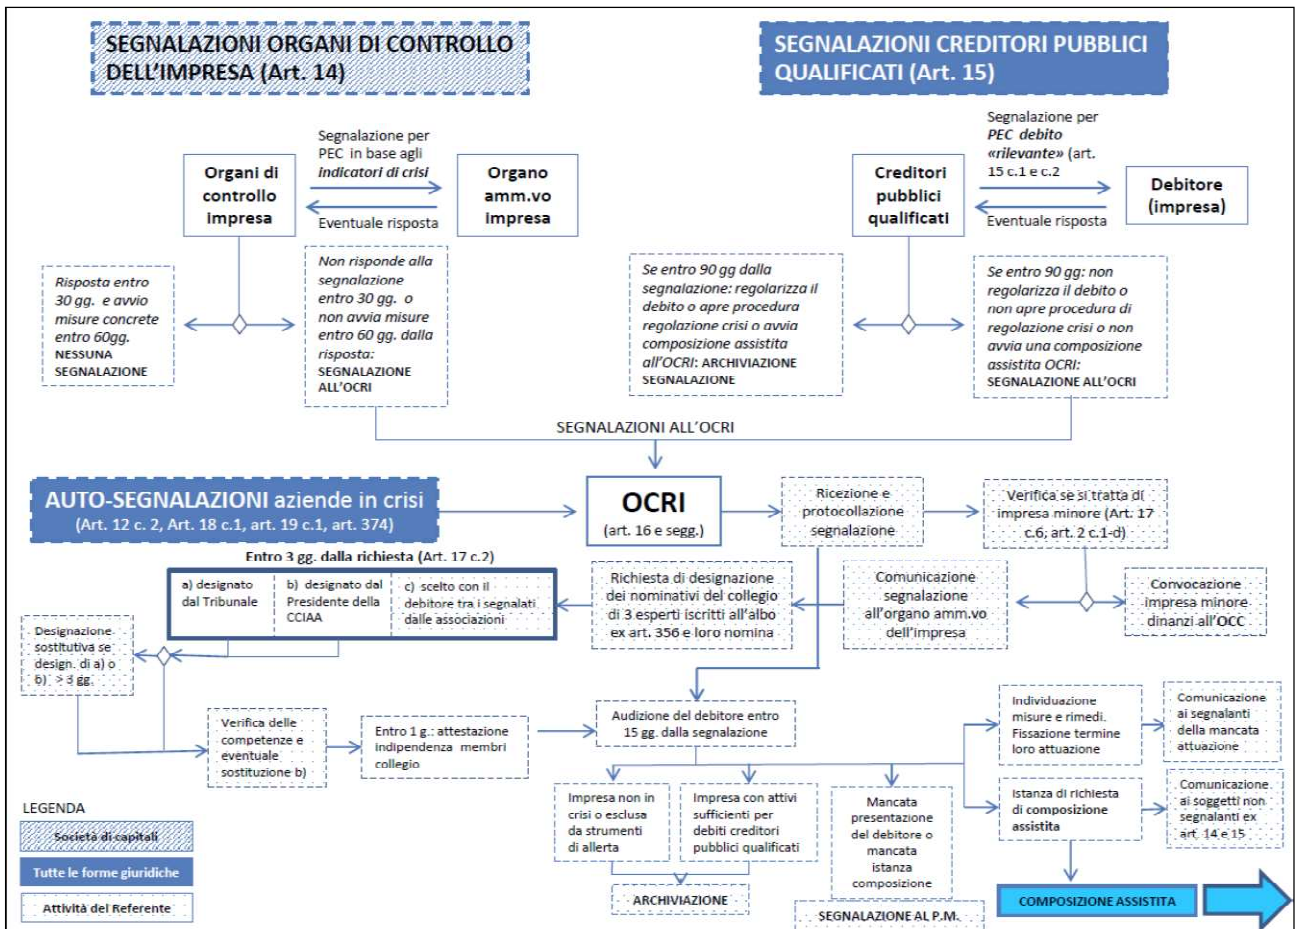 SEGNALAZIONI ORGANI DI CONTROLLO
DELL'IMPRESA (Art. 14)
SEGNALAZIONI CREDITORI PUBBLICI
QUALIFICATI (Art. 15)
Organi di
controllo
impresa
Segnalazione per
PEC in base agli
indicatori di crisi
Eventuale risposta
Organo
amm.vo
impresa
Creditori
pubblici
qualificati
Segnalazione per
PEC debito
«rilevante» (art.
15 c.1 e c.2
Eventuale risposta
Debitore
(impresa)
Risposta entro
30 gg. e avvio
misure concrete
entro 60gg.
NESSUNA
SEGNALAZIONE
Non risponde alla
segnalazione
entro 30 gg. o
non avvia misure
entro 60 gg. dalla
risposta:
SEGNALAZIONE
ALL'OCRI
Se entro 90 gg dalla
segnalazione: regolarizza il
debito o apre procedura
regolazione crisi o avvia
composizione assistita
all'OCRI: ARCHIVIAZIONE
SEGNALAZIONE
Se entro 90 gg: non
regolarizza il debito o
non apre procedura di
regolazione crisi o non
avvia una composizione
assistita OCRI:
SEGNALAZIONE ALL'OCRI
SEGNALAZIONI ALL'OCRI
AUTO-SEGNALAZIONI aziende in crisi
(Art. 12 c. 2, Art. 18 c.1, art. 19 c.1, art. 374)
OCRI
(art. 16 e segg.)
Ricezione e
protocollazione
segnalazione
Verifica se si tratta di
impresa minore (Art. 17
c.6; art. 2 c.1-d)
Entro 3 gg. dalla richiesta (Art. 17 c.2)
a) designato
dal Tribunale
b) designato dal
Presidente della
CCIAA
c) scelto con il
debitore tra i segnalati
dalle associazioni
Richiesta di designazione
dei nominativi del collegio
di 3 esperti iscritti all'albo
ex art. 356 e loro nomina
Comunicazione
segnalazione
all'organo amm.vo
dell'impresa
Convocazione
impresa minore
dinanzi all'OCC
Designazione
sostitutiva se
design. di a) o
b) > 3 gg.
Verifica delle
competenze e
eventuale
sostituzione b)
Entro 1 g.: attestazione
indipendenza membri
collegio
Audizione del debitore entro
15 gg. dalla segnalazione
Individuazione
misure e rimedi.
Fissazione termine
loro attuazione
Comunicazione
ai segnalanti
della mancata
attuazione
Impresa non in
crisi o esclusa
da strumenti
di allerta
Impresa con attivi
sufficienti per
debiti creditori
pubblici qualificati
Mancata
presentazione
del debitore o
mancata
istanza
composizione
Istanza di richiesta
di composizione
assistita
Comunicazione
ai soggetti non
segnalanti ex
art. 14 e 15
ARCHIVIAZIONE
SEGNALAZIONE AL P.M.
COMPOSIZIONE ASSISTITA
LEGENDA
Società di capitali
Tutte le forme giuridiche
Attività del Referente